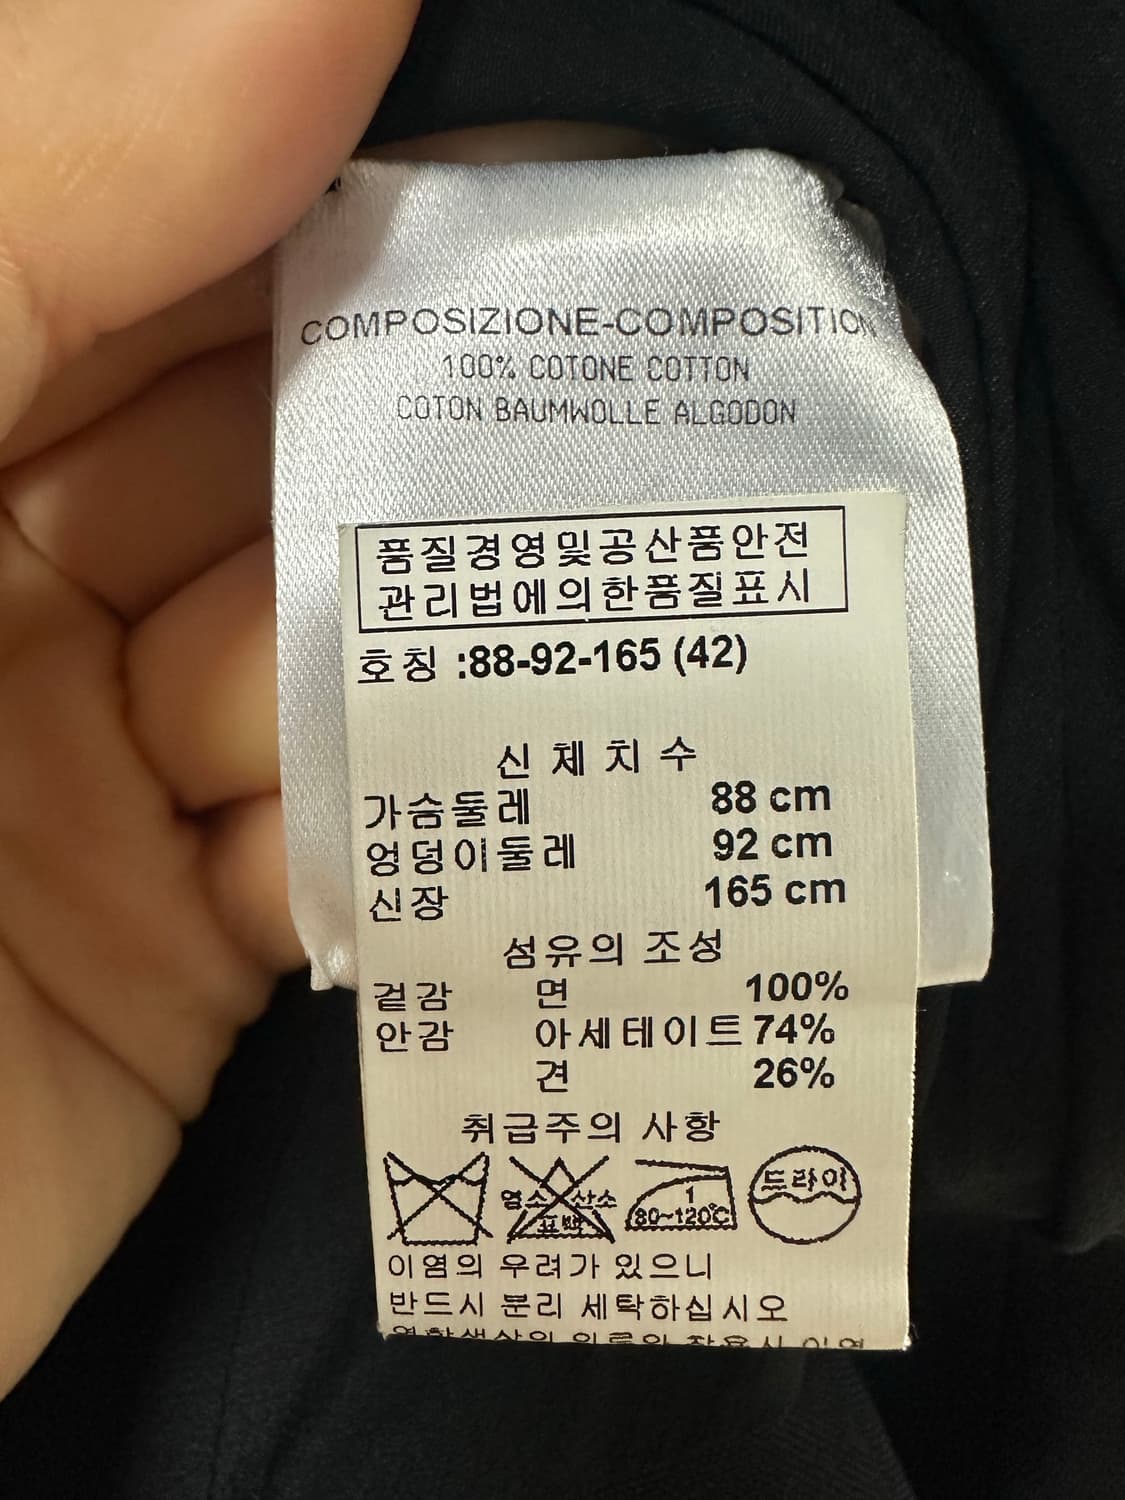 COMPOSIZIONE-COMPOSITION
100% COTONE COTTON
COTON BAUMWOLLE ALGODON
품질경영및공산품안전
관리법에의한품질표시
호칭 :88-92-165 (42)
신체치수
가슴둘레 88 cm
엉덩이둘레 92 cm
신장 165 cm
섬유의 조성
겉감 면 100%
안감 아세테이트 74%
견 26%
취급주의 사항
염소 산소 표백
1 80~120℃
드라이
이염의 우려가 있으니
반드시 분리 세탁하십시오